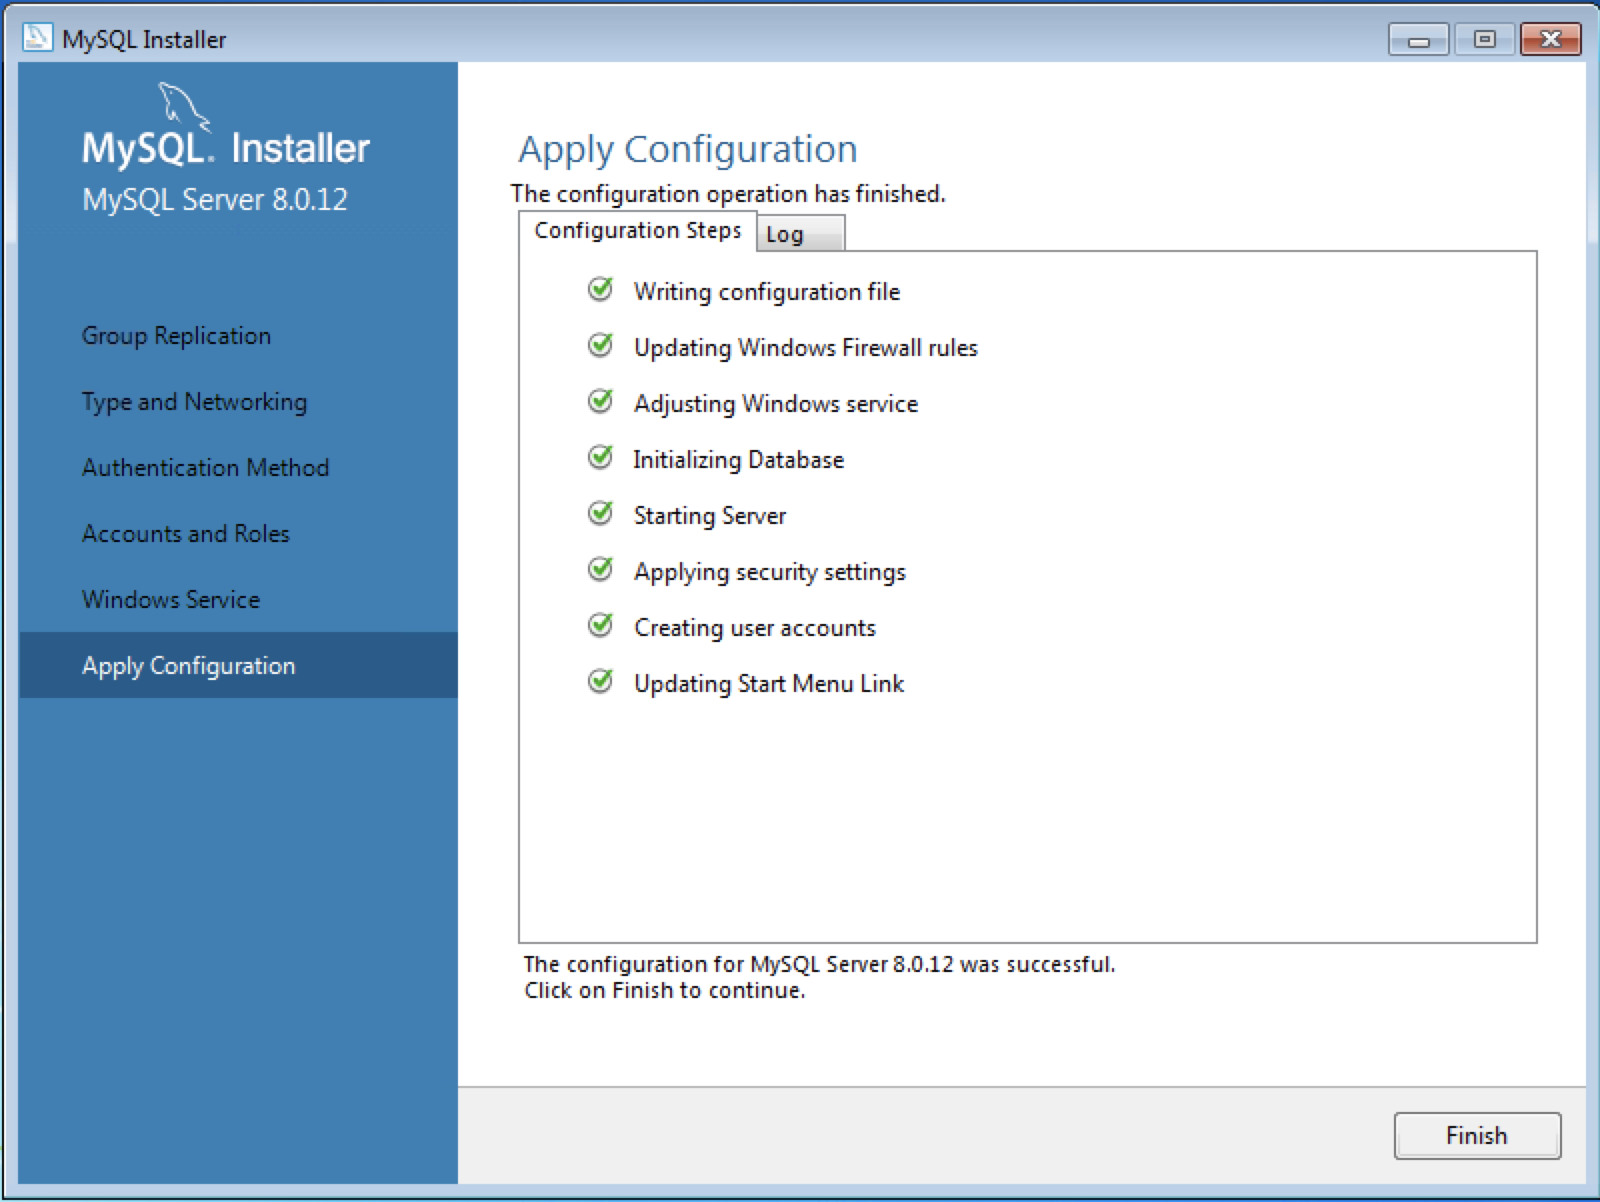 MySQL Installer
MySQL. Installer
MySQL Server 8.0.12
Group Replication
Type and Networking
Authentication Method
Accounts and Roles
Windows Service
Apply Configuration
Apply Configuration
The configuration operation has finished.
Configuration Steps
Log
Writing configuration file
Updating Windows Firewall rules
Adjusting Windows service
Initializing Database
Starting Server
Applying security settings
Creating user accounts
Updating Start Menu Link
The configuration for MySQL Server 8.0.12 was successful.
Click on Finish to continue.
Finish